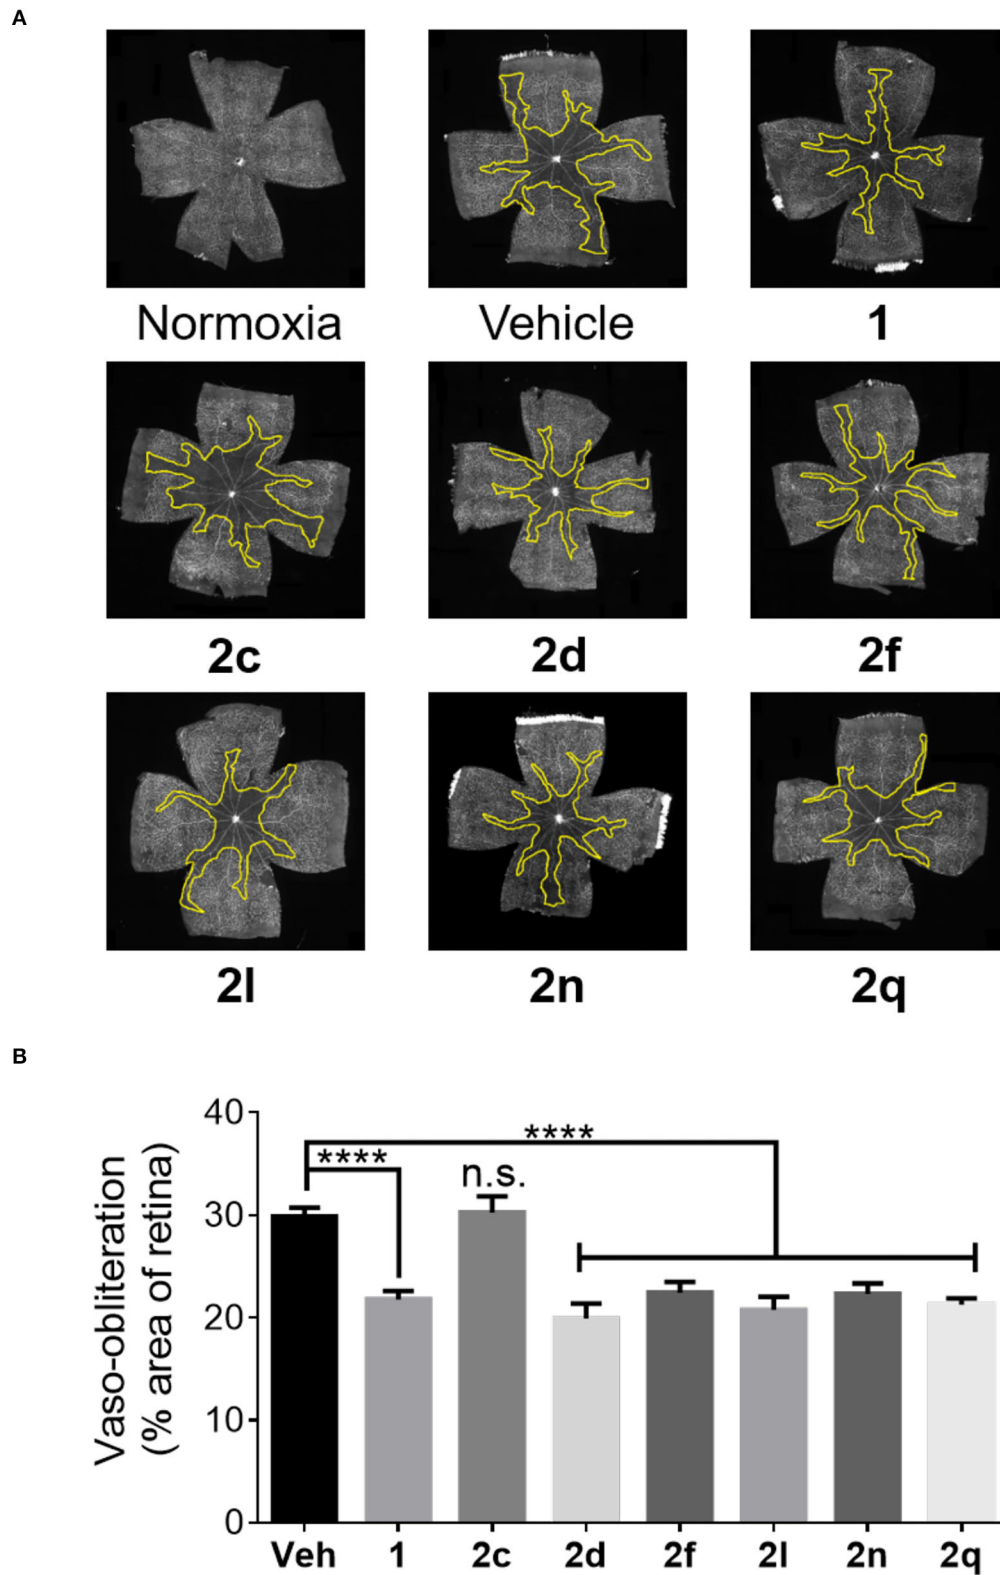 A
Normoxia Vehicle 1
2c 2d 2f
2l 2n 2q
B
Vaso-obliteration
(% area of retina)
40
30
20
10
0
****
****
n.s.
Veh 1 2c 2d 2f 2l 2n 2q